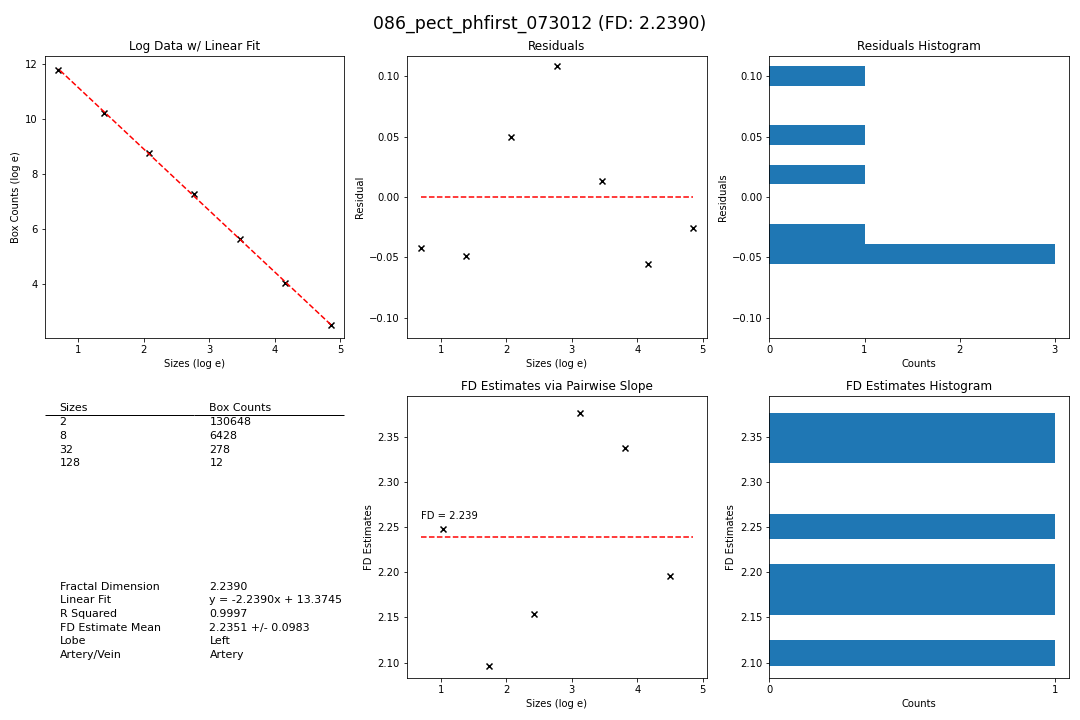 086_pect_phfirst_073012 (FD: 2.2390)
Log Data w/ Linear Fit
Box Counts (log e)
12
10
8
6
4
1 2 3 4 5
Sizes (log e)
Residuals
Residual
0.10
0.05
0.00
−0.05
−0.10
1 2 3 4 5
Sizes (log e)
Residuals Histogram
Residuals
0.10
0.05
0.00
−0.05
−0.10
0 1 2 3
Counts
Sizes Box Counts
2 130648
8 6428
32 278
128 12
Fractal Dimension 2.2390
Linear Fit y = -2.2390x + 13.3745
R Squared 0.9997
FD Estimate Mean 2.2351 +/- 0.0983
Lobe Left
Artery/Vein Artery
FD Estimates via Pairwise Slope
FD Estimates
2.35
2.30
2.25
2.20
2.15
2.10
FD = 2.239
1 2 3 4 5
Sizes (log e)
FD Estimates Histogram
FD Estimates
2.35
2.30
2.25
2.20
2.15
2.10
0 1
Counts